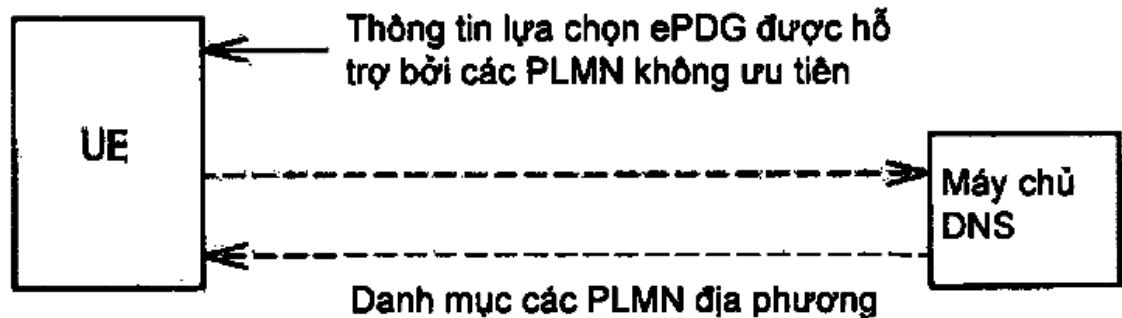 Thông tin lựa chọn ePDG được hỗ
trợ bởi các PLMN không ưu tiên
UE
Máy chủ
DNS
Danh mục các PLMN địa phương